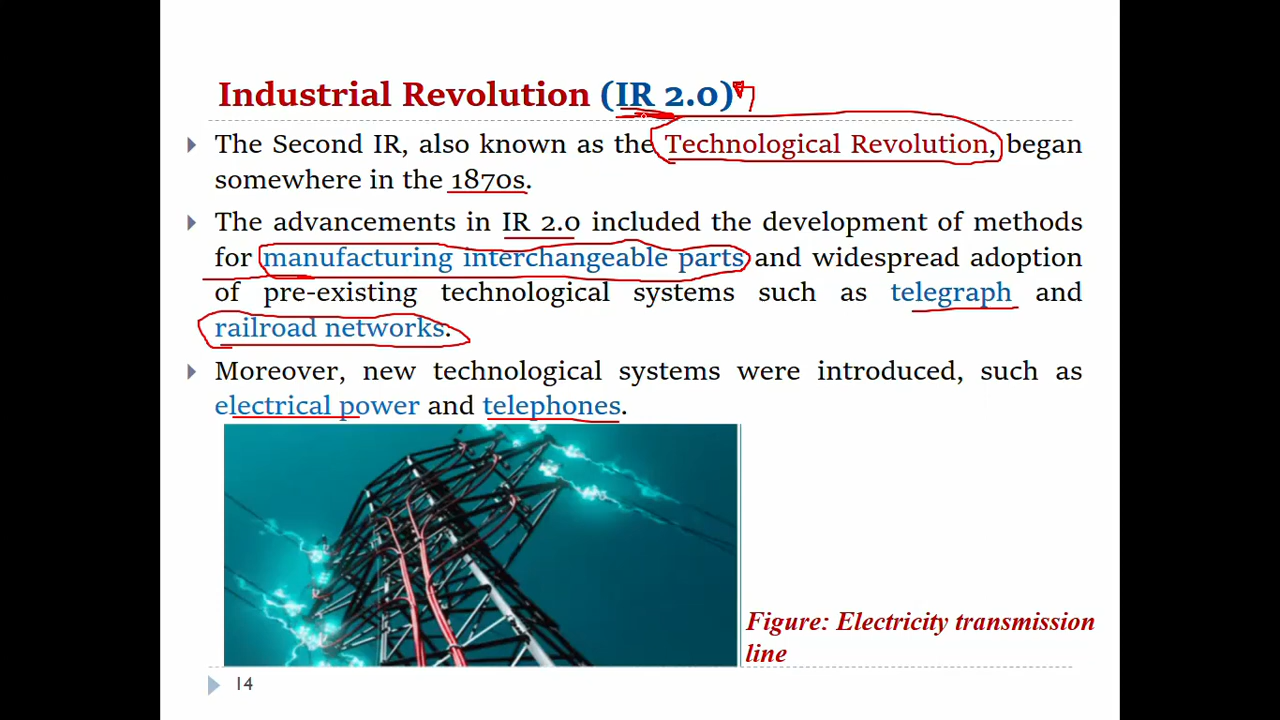 Industrial Revolution (IR 2.0)
The Second IR, also known as the Technological Revolution, began
somewhere in the 1870s.
The advancements in IR 2.0 included the development of methods
for manufacturing interchangeable parts and widespread adoption
of pre-existing technological systems such as telegraph and
railroad networks.
Moreover, new technological systems were introduced, such as
electrical power and telephones.
Figure: Electricity transmission
line
14